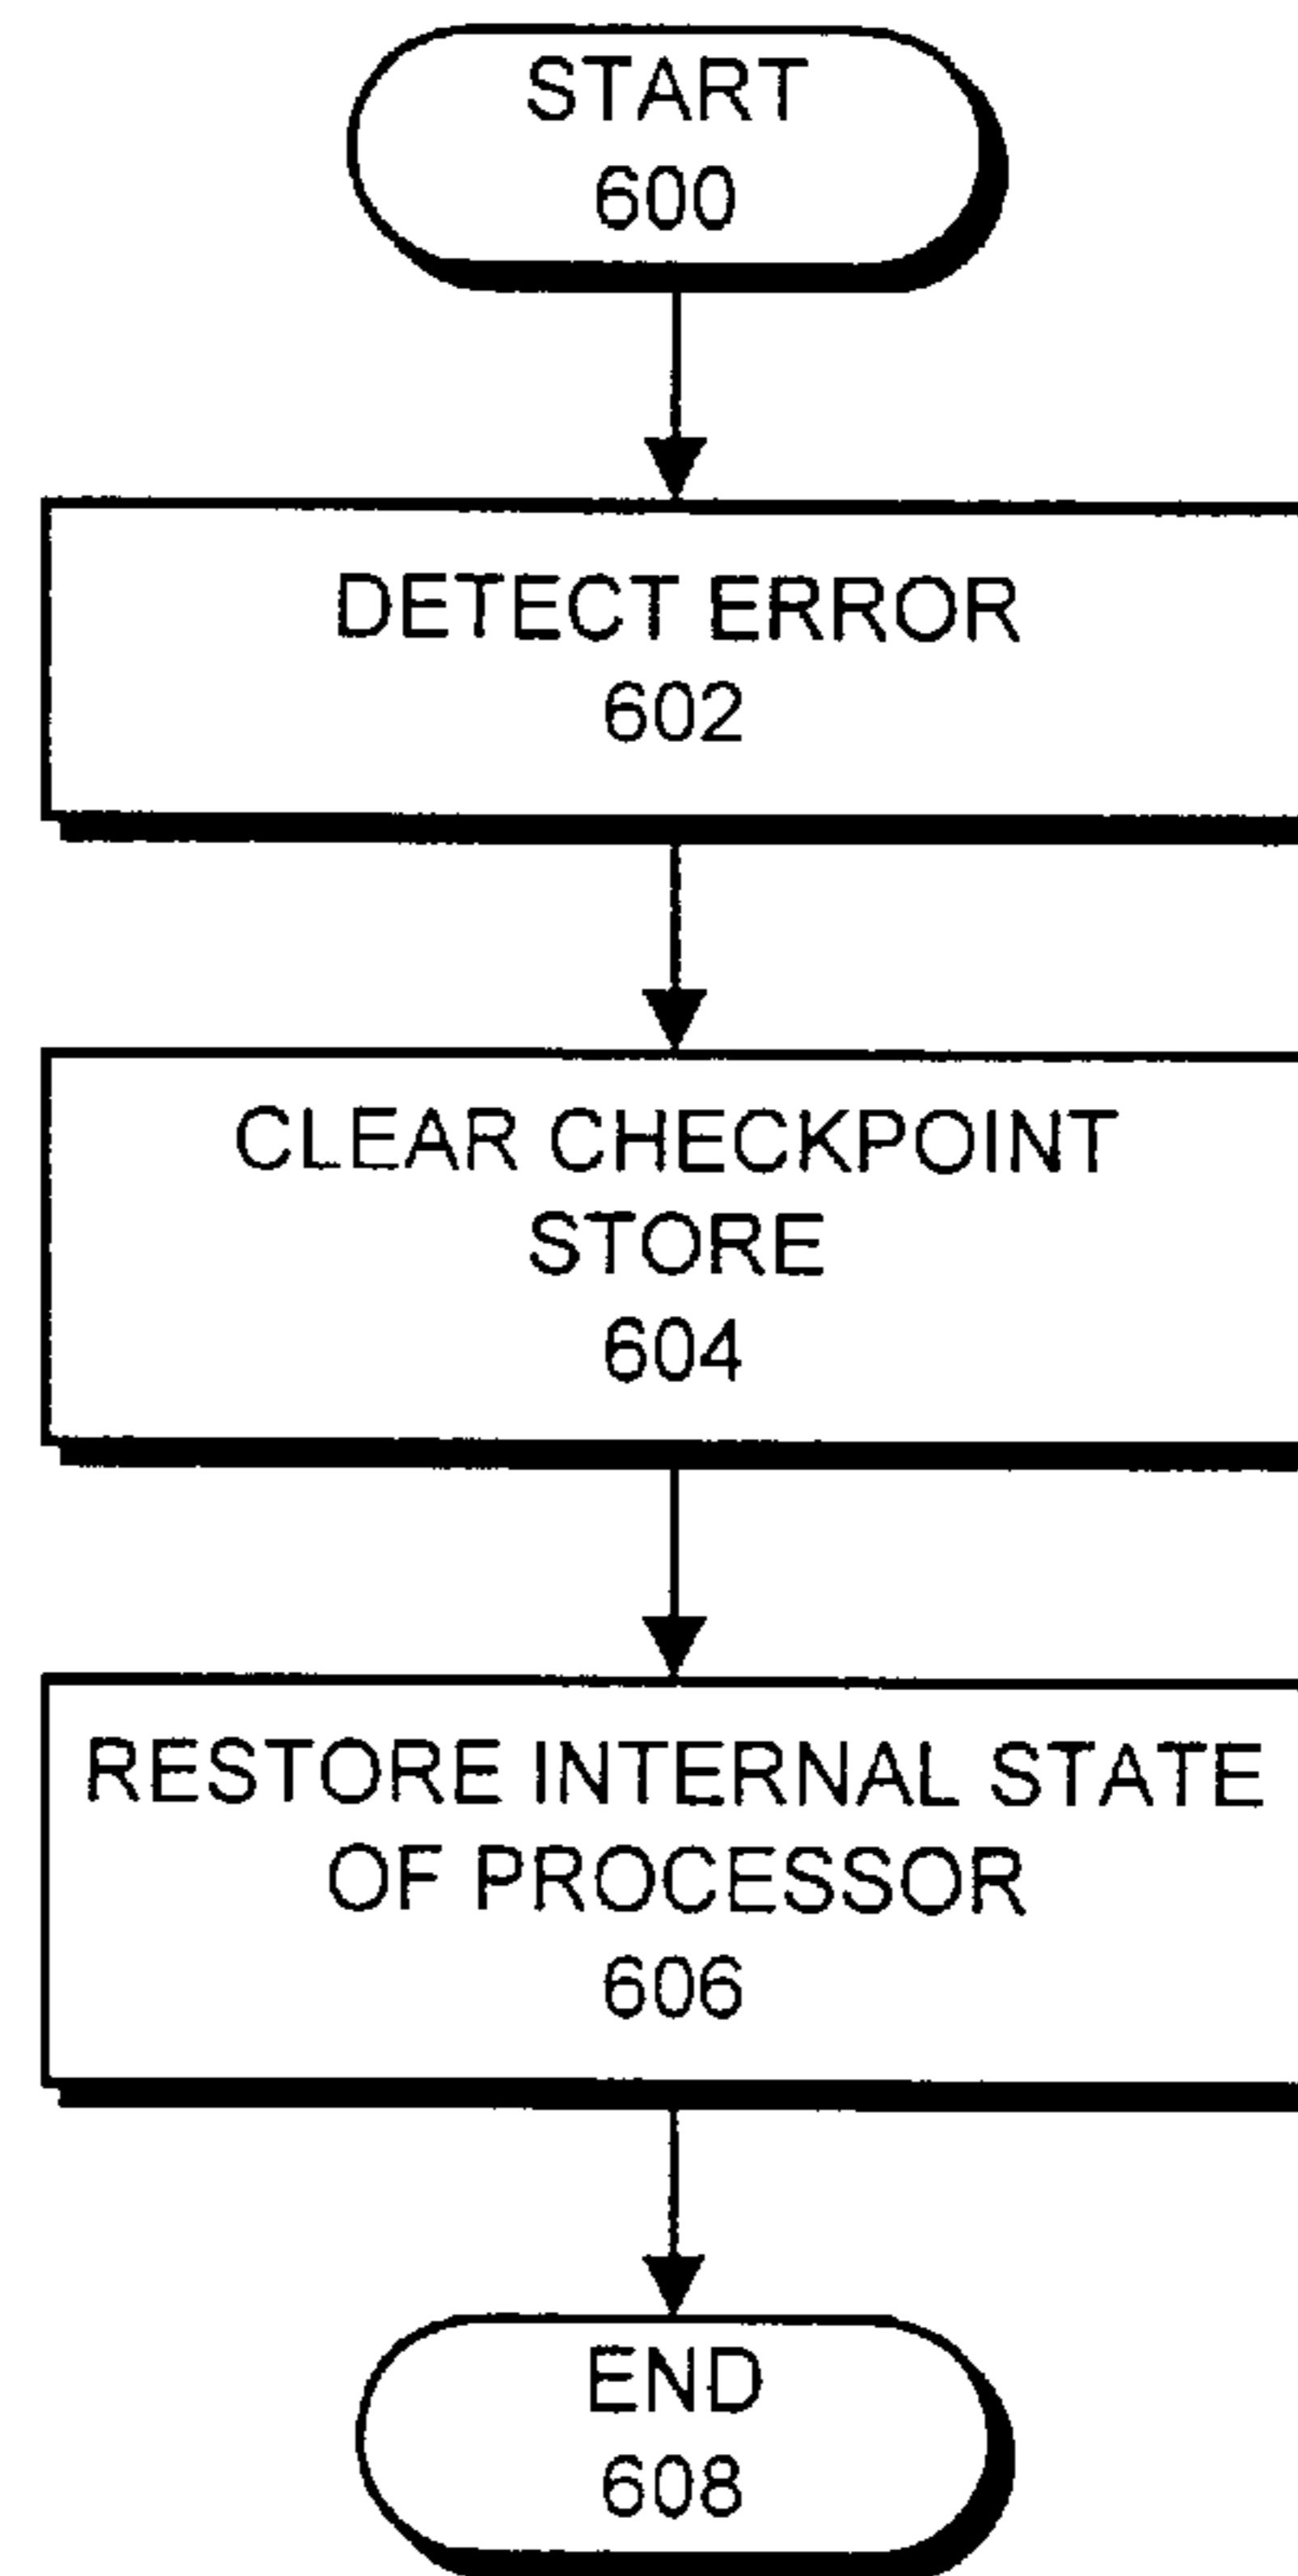 START
600
DETECT ERROR
602
CLEAR CHECKPOINT
STORE
604
RESTORE INTERNAL STATE
OF PROCESSOR
606
END
608